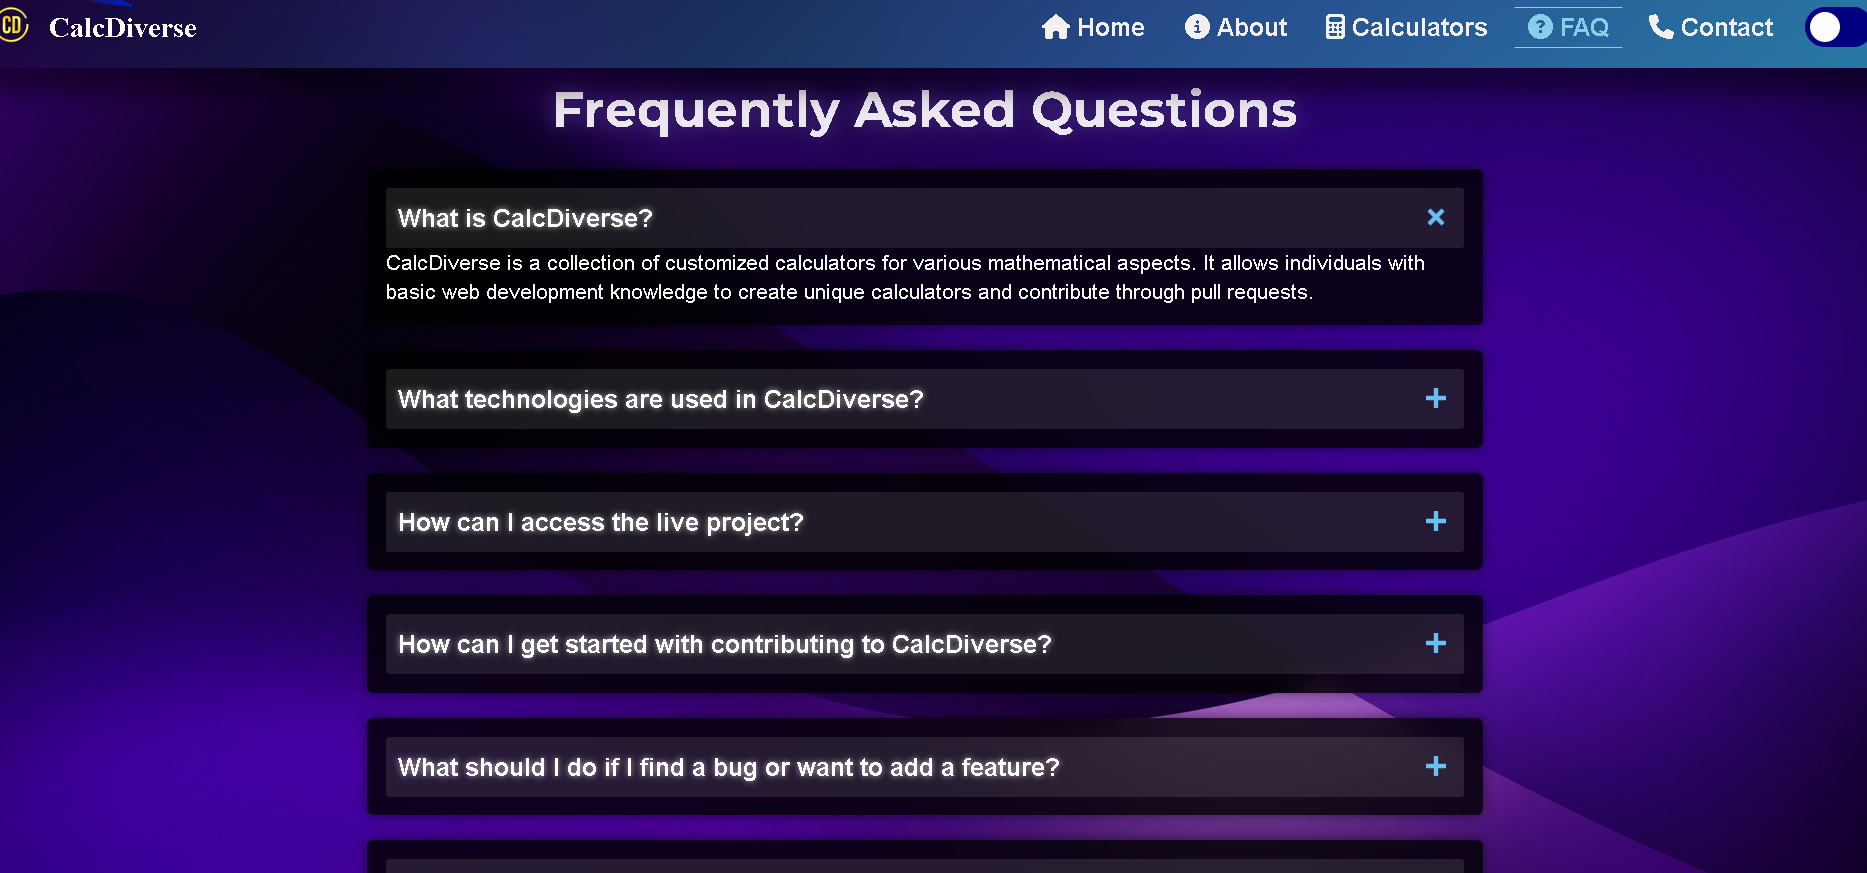 CD
CalcDiverse
Home
About
Calculators
FAQ
Contact
Frequently Asked Questions
What is CalcDiverse?
CalcDiverse is a collection of customized calculators for various mathematical aspects. It allows individuals with
basic web development knowledge to create unique calculators and contribute through pull requests.
What technologies are used in CalcDiverse?
How can I access the live project?
How can I get started with contributing to CalcDiverse?
What should I do if I find a bug or want to add a feature?